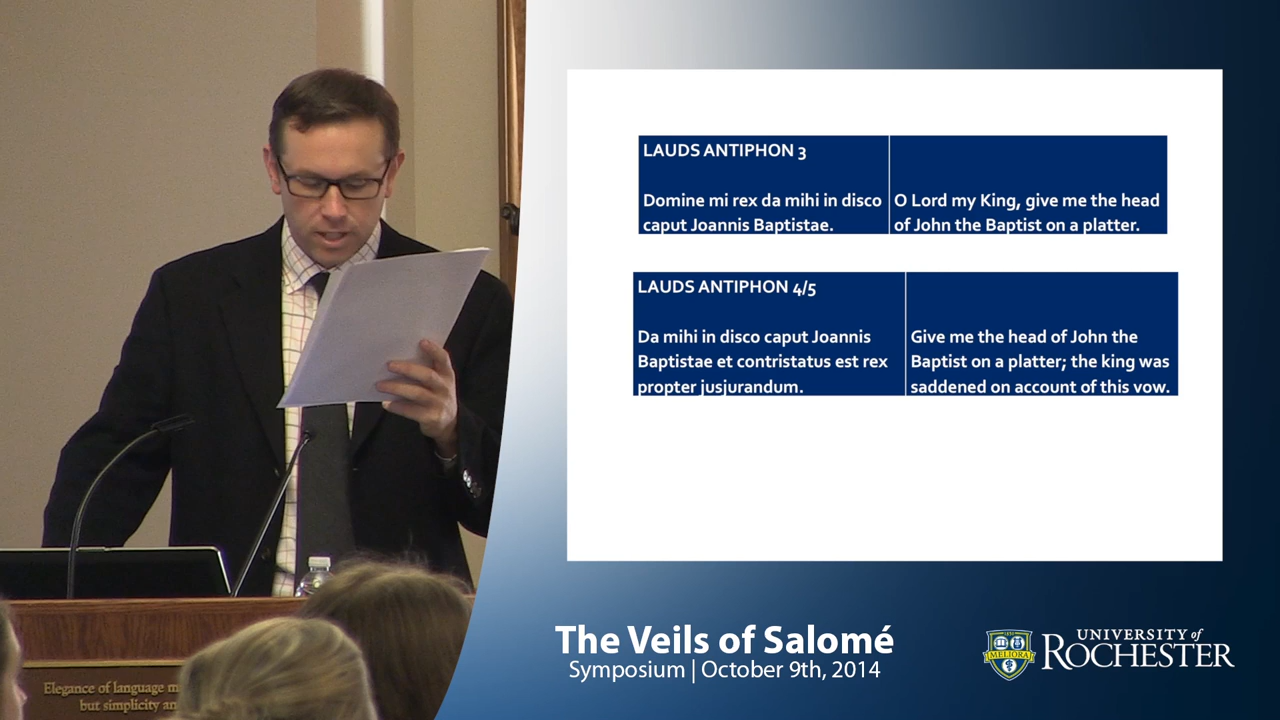 LAUDS ANTIPHON 3
Domine mi rex da mihi in disco
caput Joannis Baptistae.
O Lord my King, give me the head
of John the Baptist on a platter.
LAUDS ANTIPHON 4/5
Da mihi in disco caput Joannis
Baptistae et contristatus est rex
propter jusjurandum.
Give me the head of John the
Baptist on a platter; the king was
saddened on account of this vow.
The Veils of Salomé
Symposium | October 9th, 2014
MELIORA
UNIVERSITY of
ROCHESTER
Elegance of language
but simplicity